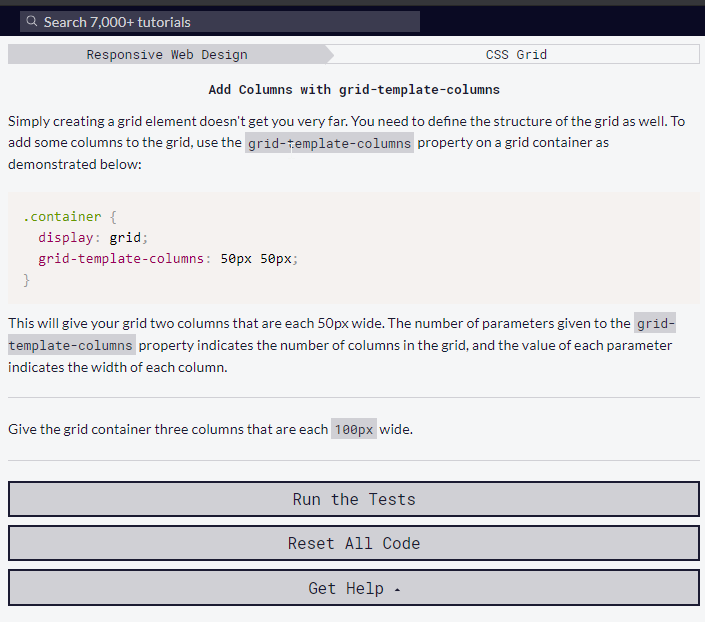 Search 7,000+ tutorials
Responsive Web Design
CSS Grid
Add Columns with grid-template-columns
Simply creating a grid element doesn't get you very far. You need to define the structure of the grid as well. To
add some columns to the grid, use the grid-template-columns property on a grid container as
demonstrated below:
.container {
display: grid;
grid-template-columns: 50px 50px;
}
This will give your grid two columns that are each 50px wide. The number of parameters given to the grid-
template-columns property indicates the number of columns in the grid, and the value of each parameter
indicates the width of each column.
Give the grid container three columns that are each 100px wide.
Run the Tests
Reset All Code
Get Help